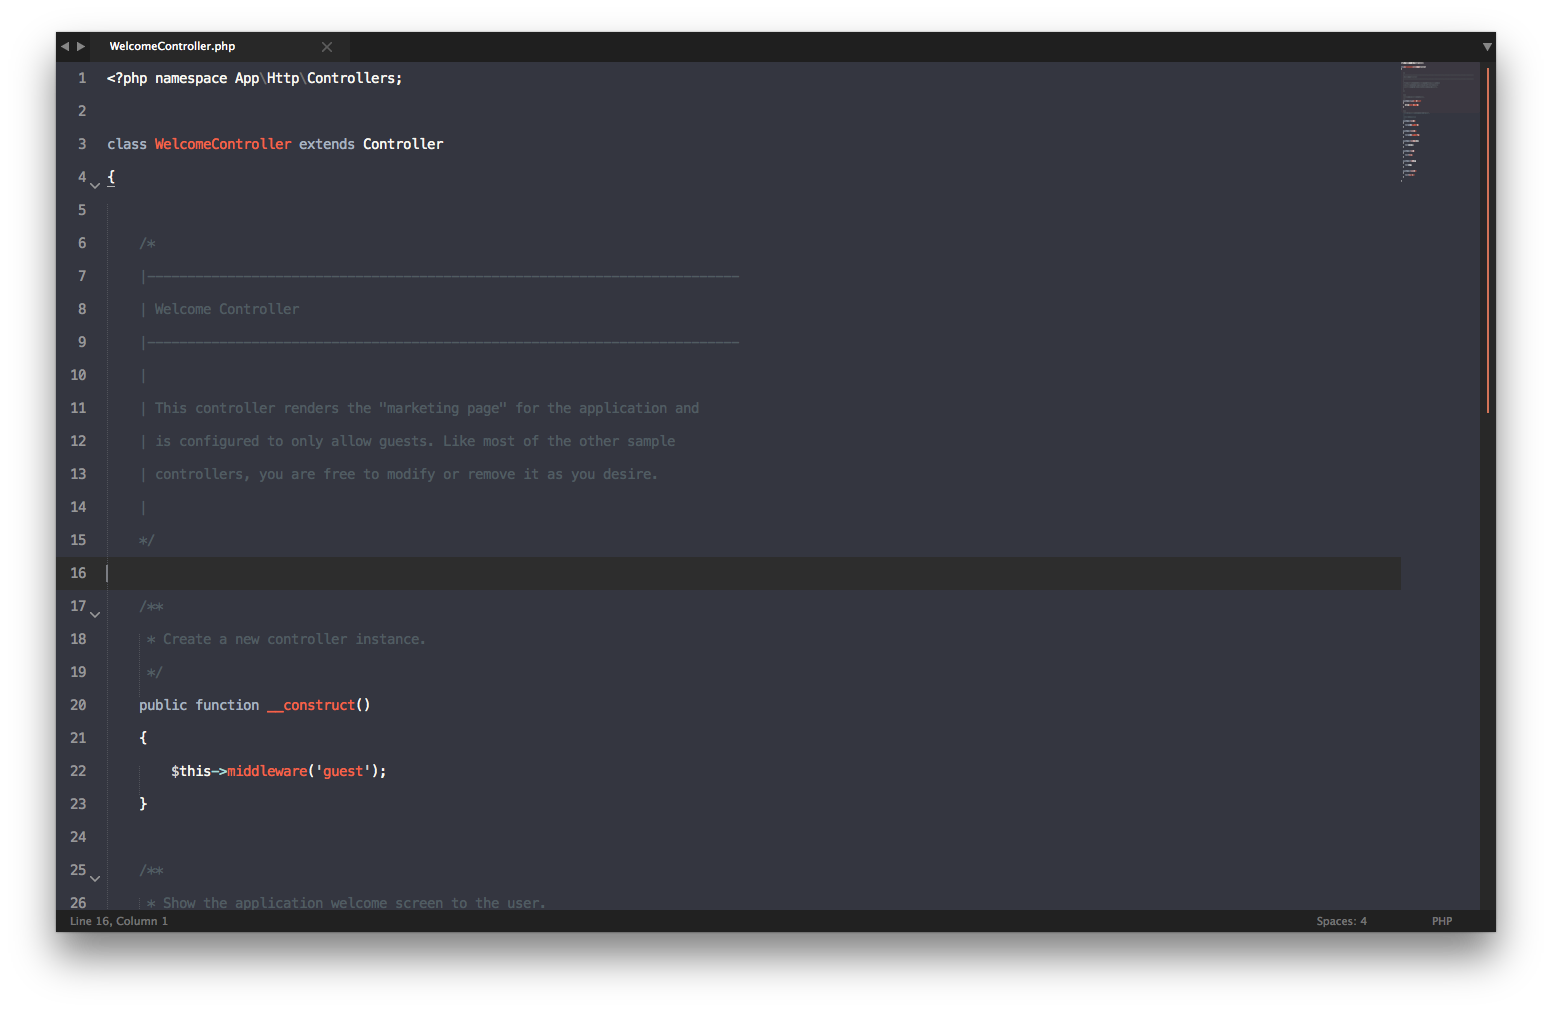 WelcomeController.php
1 <?php namespace App\Http\Controllers;
2
3 class WelcomeController extends Controller
4 {
5
6 /*
7 |--------------------------------------------------------------------------
8 | Welcome Controller
9 |--------------------------------------------------------------------------
10 |
11 | This controller renders the "marketing page" for the application and
12 | is configured to only allow guests. Like most of the other sample
13 | controllers, you are free to modify or remove it as you desire.
14 |
15 */
16
17 /**
18 * Create a new controller instance.
19 */
20 public function __construct()
21 {
22 $this->middleware('guest');
23 }
24
25 /**
26 * Show the application welcome screen to the user.
Line 16, Column 1
Spaces: 4
PHP